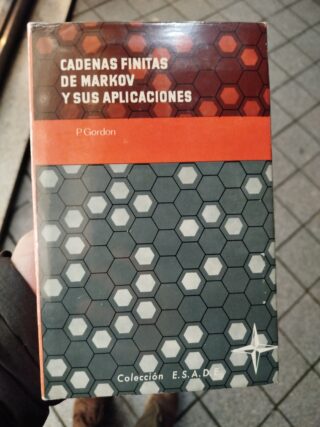 CADENAS FINITAS
DE MARKOV
Y SUS APLICACIONES
P Gordon
Colección E.S.A.D.E.